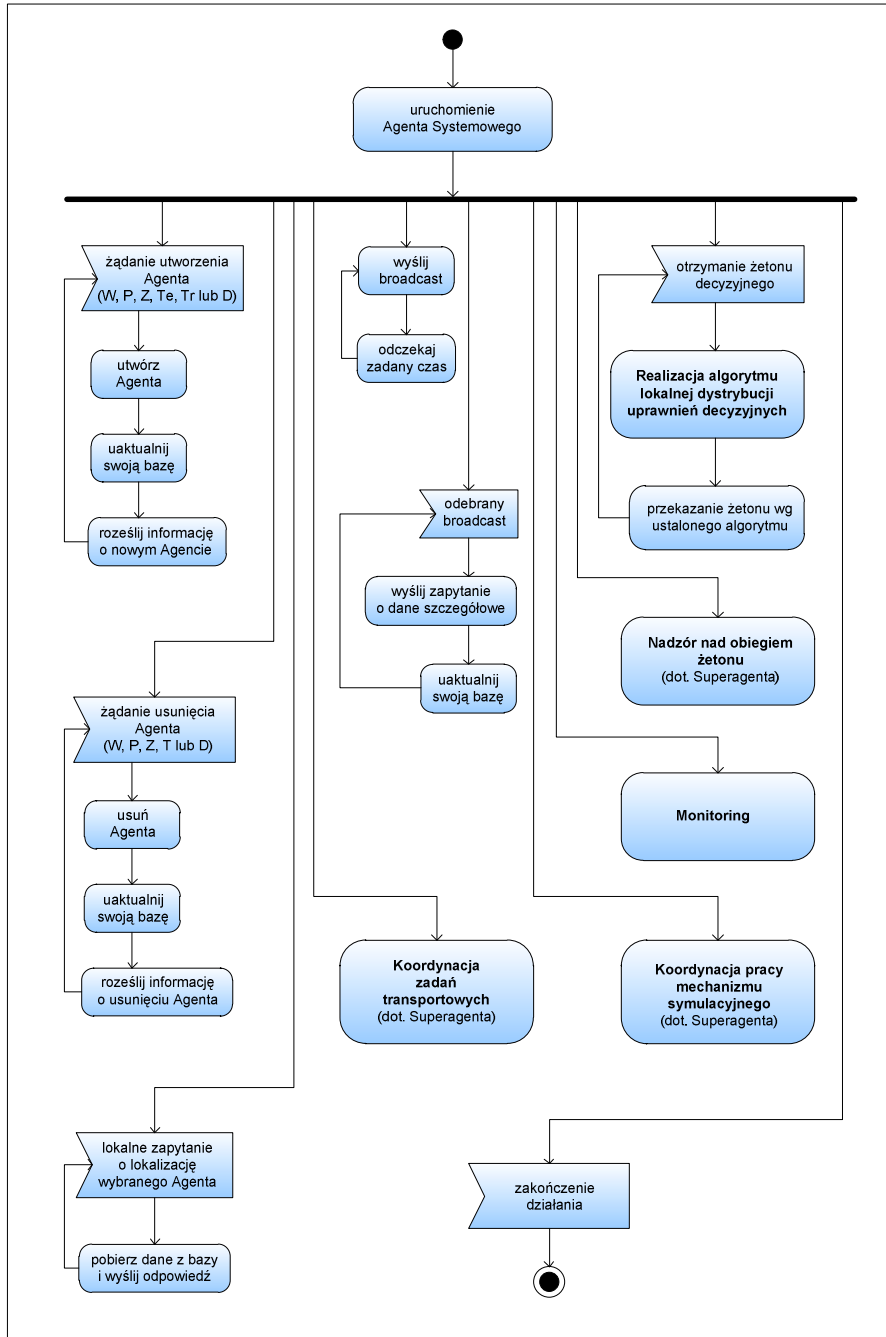 uruchomienie
Agenta Systemowego
żądanie utworzenia
Agenta
(W, P, Z, Te, Tr lub D)
utwórz
Agenta
uaktualnij
swoją bazę
roześlij informację
o nowym Agencie
żądanie usunięcia
Agenta
(W, P, Z, T lub D)
usuń
Agenta
uaktualnij
swoją bazę
roześlij informację
o usunięciu Agenta
lokalne zapytanie
o lokalizację
wybranego Agenta
pobierz dane z bazy
i wyślij odpowiedź
wyślij
broadcast
odczekaj
zadany czas
odebrany
broadcast
wyślij zapytanie
o dane szczegółowe
uaktualnij
swoją bazę
Koordynacja
zadań
transportowych
(dot. Superagenta)
otrzymanie żetonu
decyzyjnego
Realizacja algorytmu
lokalnej dystrybucji
uprawnień decyzyjnych
przekazanie żetonu wg
ustalonego algorytmu
Nadzór nad obiegiem
żetonu
(dot. Superagenta)
Monitoring
Koordynacja pracy
mechanizmu
symulacyjnego
(dot. Superagenta)
zakończenie
działania